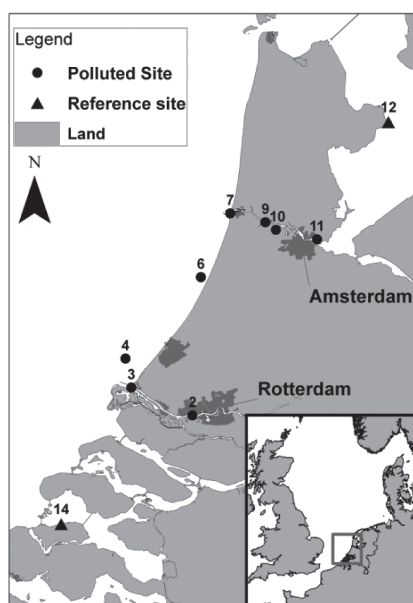 Legend
Polluted Site
Reference site
Land
N
12
7
9
10
11
6
Amsterdam
4
3
Rotterdam
2
14